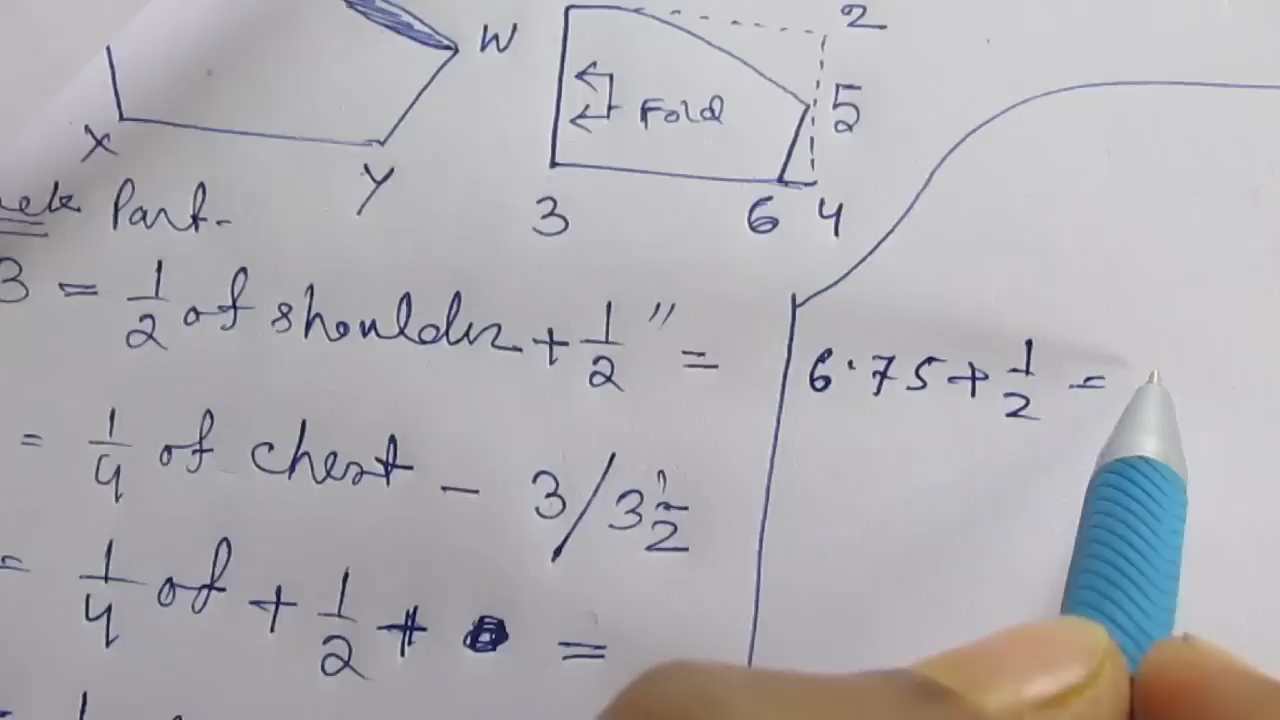 W
X
Y
2
Fold
5
3
6
4
Part-
3 = 1/2 of shoulder + 1/2" =
6.75 + 1/2 =
= 1/4 of chest - 3/3 1/2
= 1/4 of + 1/2 + =